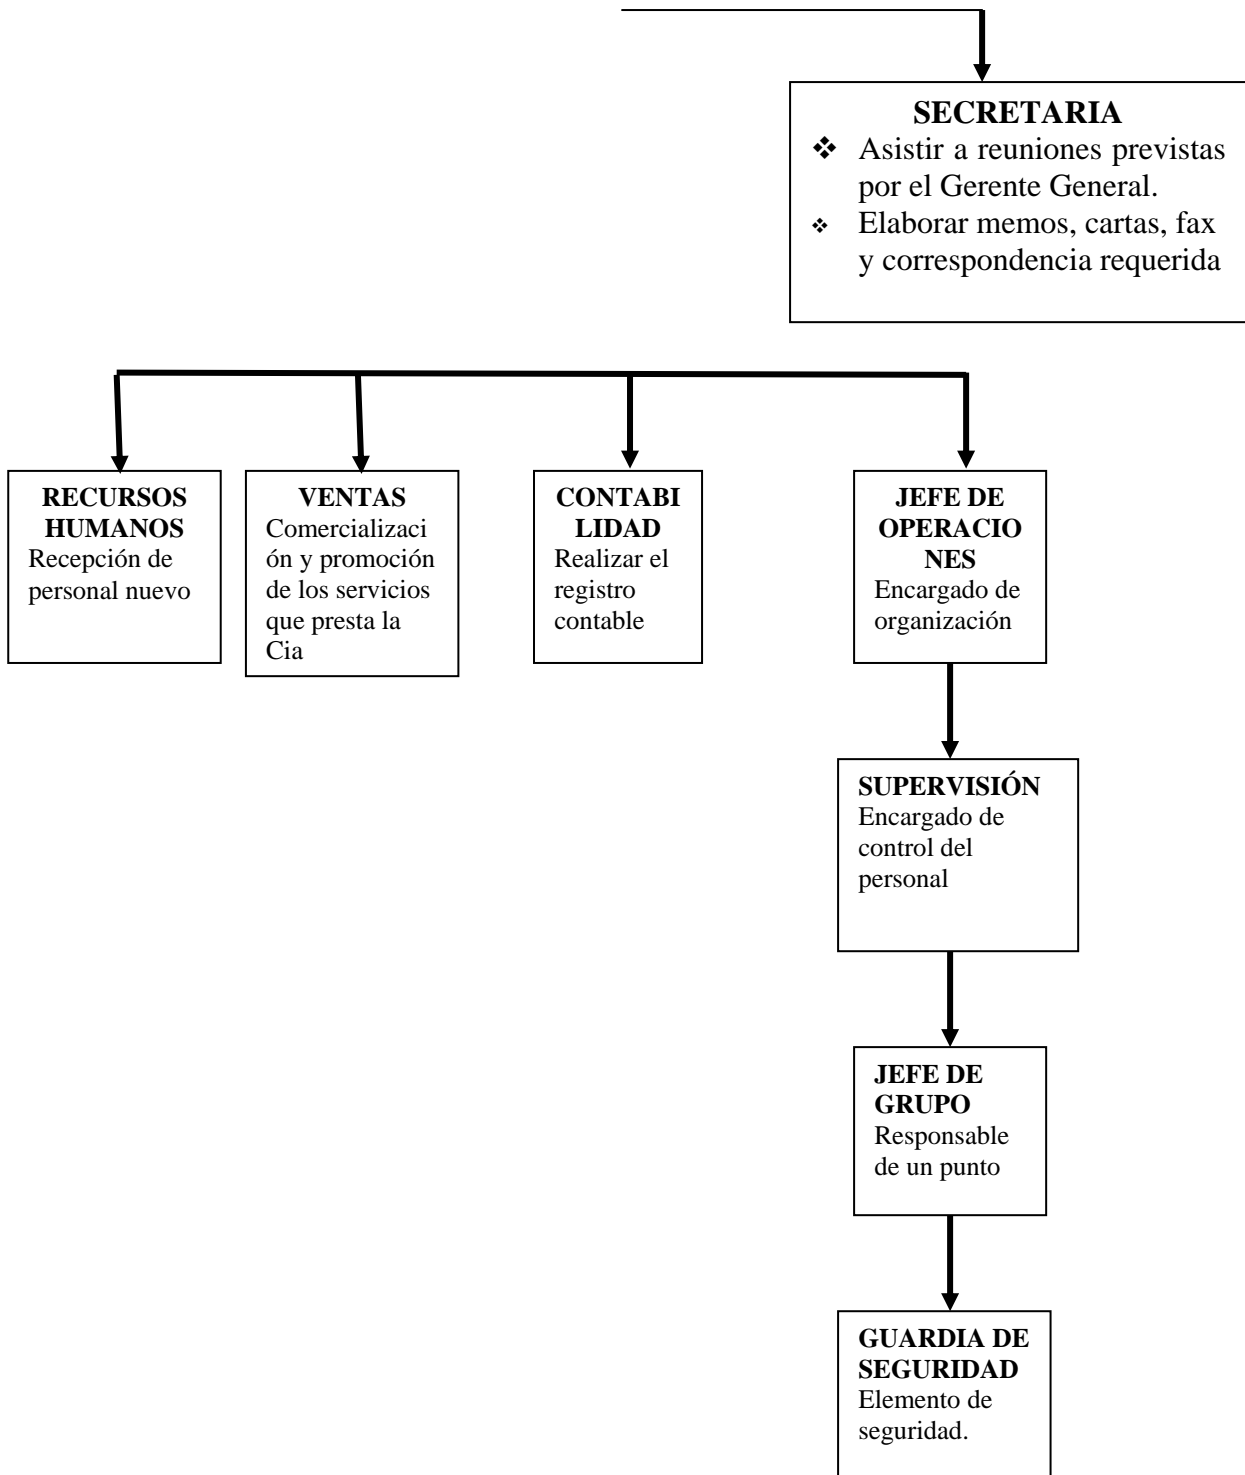 SECRETARIA
❖ Asistir a reuniones previstas
por el Gerente General.
❖ Elaborar memos, cartas, fax
y correspondencia requerida
RECURSOS
HUMANOS
Recepción de
personal nuevo
VENTAS
Comercializaci
ón y promoción
de los servicios
que presta la
Cia
CONTABI
LIDAD
Realizar el
registro
contable
JEFE DE
OPERACIO
NES
Encargado de
organización
SUPERVISIÓN
Encargado de
control del
personal
JEFE DE
GRUPO
Responsable
de un punto
GUARDIA DE
SEGURIDAD
Elemento de
seguridad.